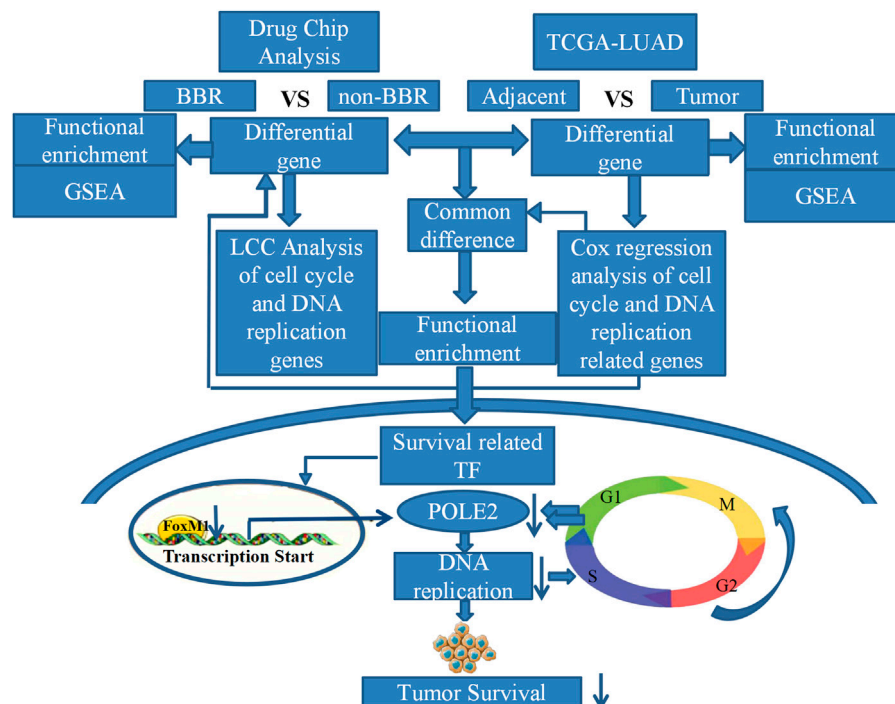 Drug Chip
Analysis
TCGA-LUAD
BBR
VS
non-BBR
Adjacent
VS
Tumor
Functional
enrichment
GSEA
Differential
gene
Differential
gene
Functional
enrichment
GSEA
Common
difference
LCC Analysis
of cell cycle
and DNA
replication
genes
Cox regression
analysis of cell
cycle and DNA
replication
related genes
Functional
enrichment
Survival related
TF
FoxM1
Transcription Start
POLE2
DNA
replication
G1
M
S
G2
Tumor Survival